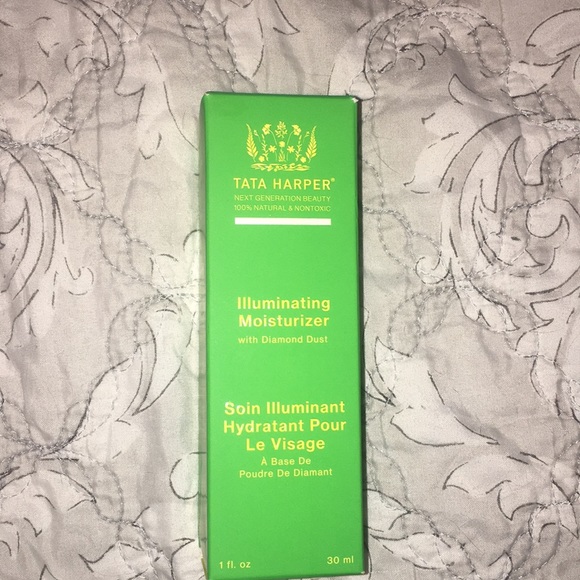 TATA HARPER®
NEXT GENERATION BEAUTY
100% NATURAL & NONTOXIC
Illuminating
Moisturizer
with Diamond Dust
Soin Illuminant
Hydratant Pour
Le Visage
À Base De
Poudre De Diamant
1 fl. oz 30 ml